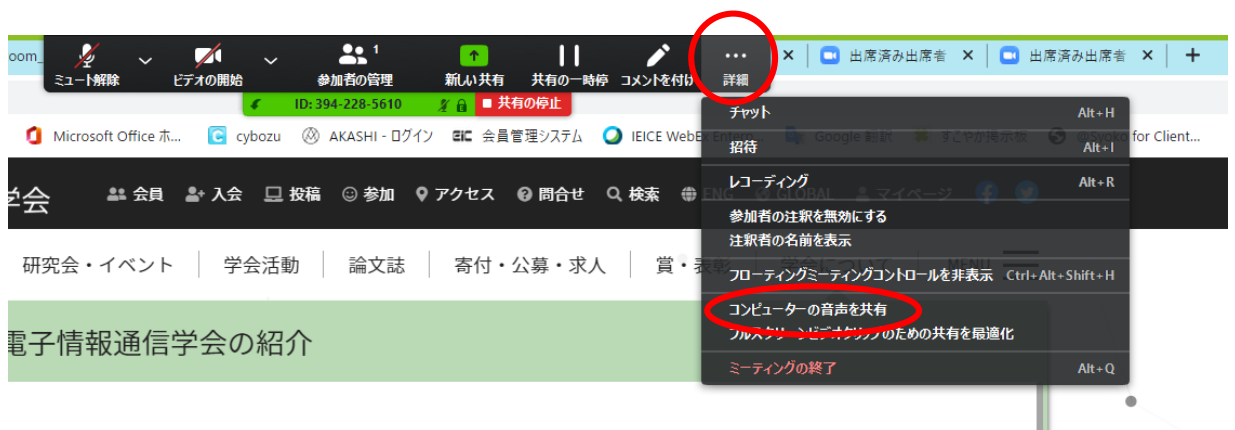 oom_
1
ミュート解除 ビデオの開始 参加者の管理 新しい共有 共有の一時停 コメントを付け 詳細
出席済み出席者 出席済み出席者
ID: 394-228-5610 共有の停止
チャット Alt+H
招待 Alt+I
レコーディング Alt+R
参加者の注釈を無効にする
注釈者の名前を表示
フローティングミーティングコントロールを非表示 Ctrl+Alt+Shift+H
コンピューターの音声を共有
フルスクリーンビデオクリップのための共有を最適化
ミーティングの終了 Alt+Q
Microsoft Office ホ... cybozu AKASHI - ログイン EiC 会員管理システム IEICE WebEx Enterp... Google 翻訳 すこやか掲示板 @Syoko for Client...
学会 会員 入会 投稿 参加 アクセス 問合せ 検索 ENG GLOBAL マイページ
研究会・イベント 学会活動 論文誌 寄付・公募・求人 賞・表彰 学会について MENU
電子情報通信学会の紹介